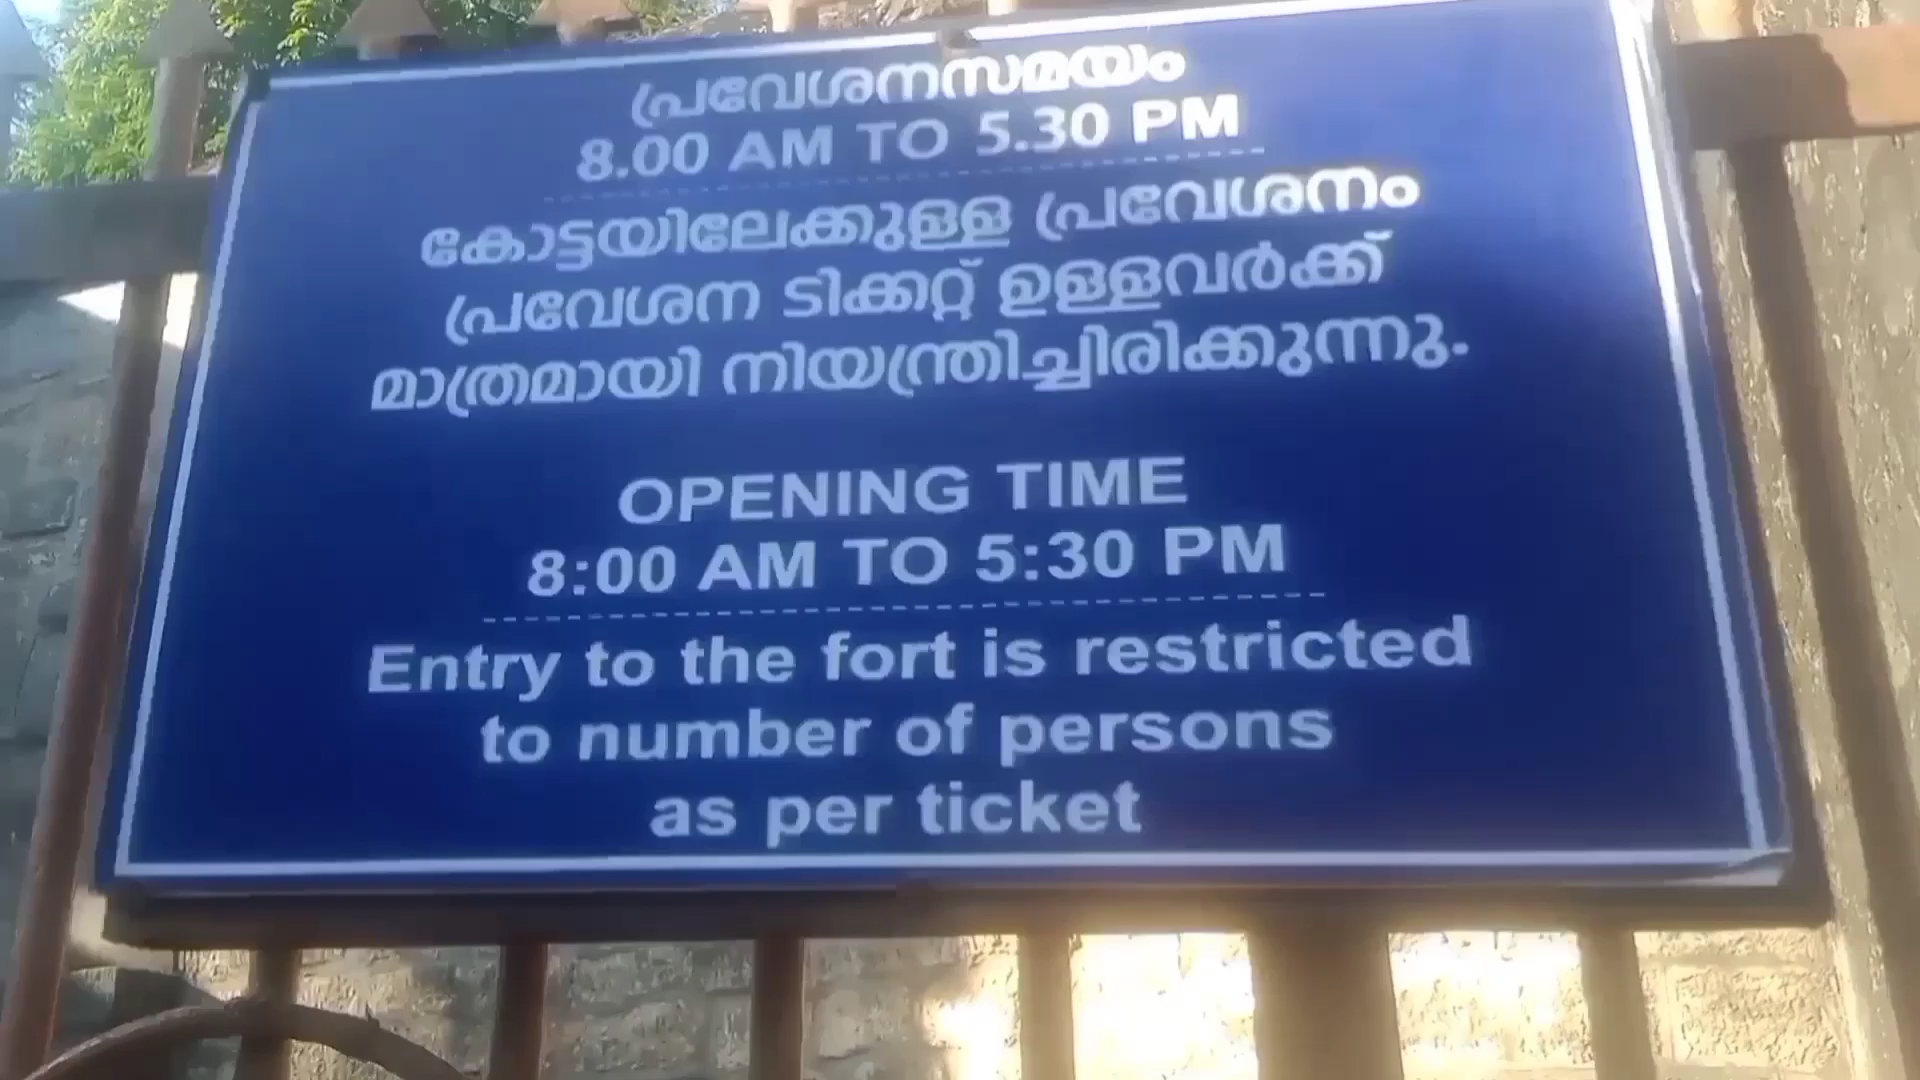 പ്രവേശനസമയം
8.00 AM TO 5.30 PM
കോട്ടയിലേക്കുള്ള പ്രവേശനം
പ്രവേശന ടിക്കറ്റ് ഉള്ളവർക്ക്
മാത്രമായി നിയന്ത്രിച്ചിരിക്കുന്നു.
OPENING TIME
8:00 AM TO 5:30 PM
Entry to the fort is restricted
to number of persons
as per ticket